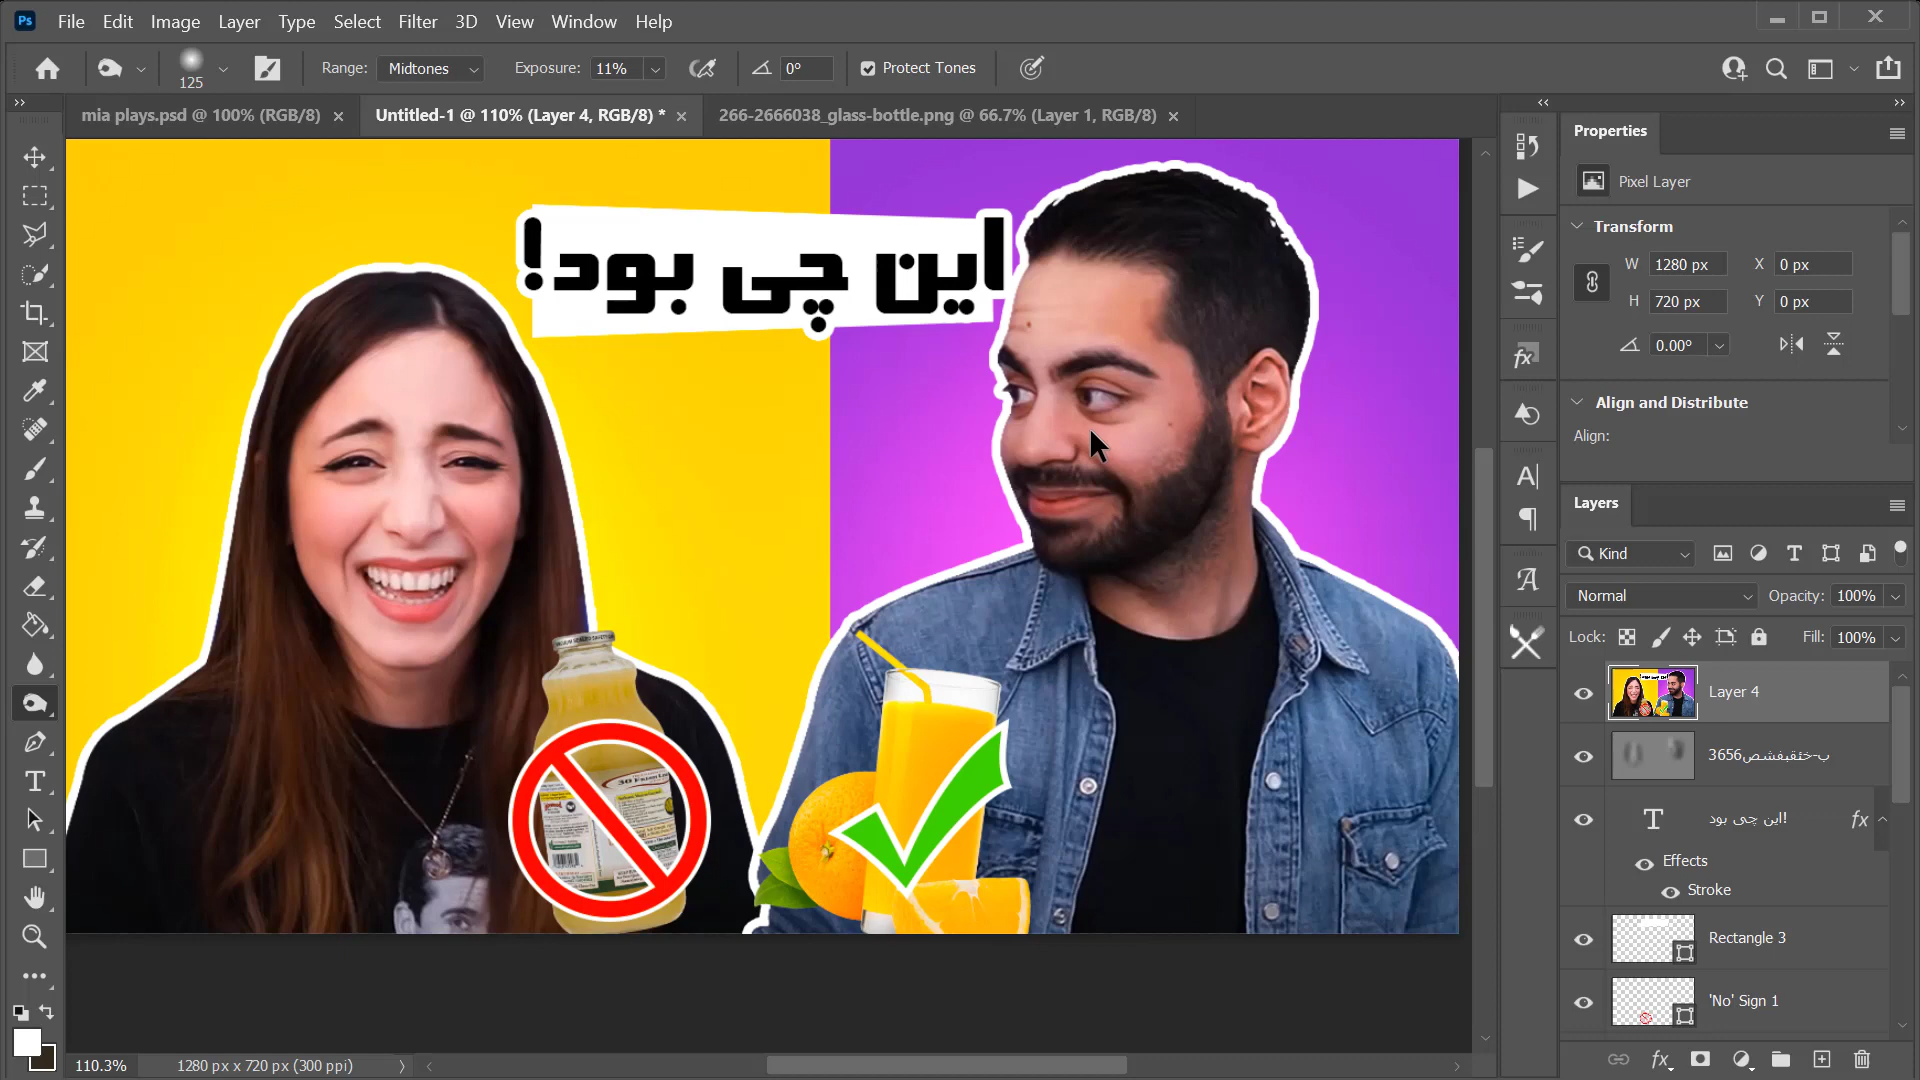 Ps File Edit Image Layer Type Select Filter 3D View Window Help
125 Range: Midtones Exposure: 11% 0° Protect Tones
mia plays.psd @ 100% (RGB/8) Untitled-1 @ 110% (Layer 4, RGB/8) * 266-2666038_glass-bottle.png @ 66.7% (Layer 1, RGB/8)
این چی بود!
Properties
Pixel Layer
Transform
W 1280 px X 0 px
H 720 px Y 0 px
0.00°
Align and Distribute
Align:
Layers
Kind
Normal Opacity: 100%
Lock: Fill: 100%
Layer 4
ب-خئقبفشص3656
این چی بود!
fx
Effects
Stroke
Rectangle 3
'No' Sign 1
110.3% 1280 px x 720 px (300 ppi)